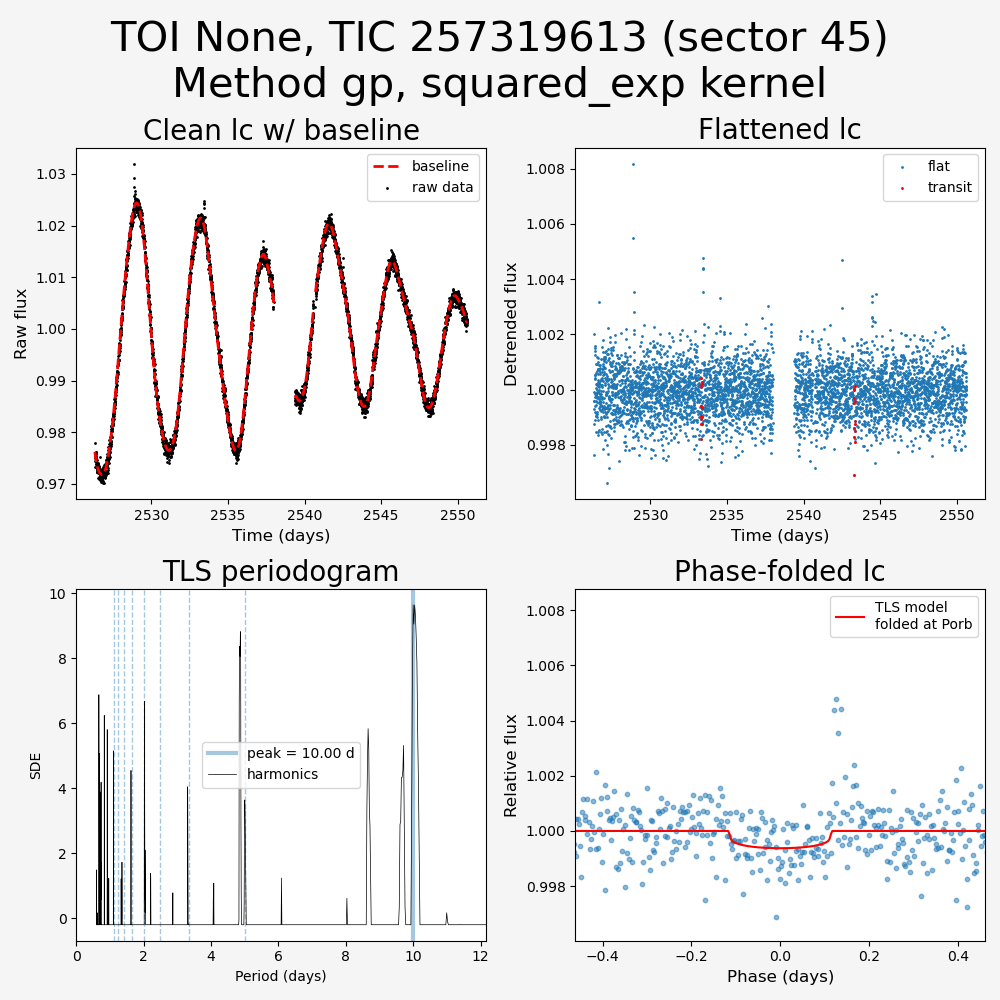 TOI None, TIC 257319613 (sector 45)
Method gp, squared_exp kernel
Clean lc w/ baseline
baseline
raw data
1.03
1.02
1.01
1.00
0.99
0.98
0.97
Raw flux
2530
2535
2540
2545
2550
Time (days)
Flattened lc
flat
transit
1.008
1.006
1.004
1.002
1.000
0.998
Detrended flux
2530
2535
2540
2545
2550
Time (days)
TLS periodogram
peak = 10.00 d
harmonics
10
8
6
4
2
0
SDE
0
2
4
6
8
10
12
Period (days)
Phase-folded lc
TLS model
folded at Porb
1.008
1.006
1.004
1.002
1.000
0.998
Relative flux
−0.4
−0.2
0.0
0.2
0.4
Phase (days)